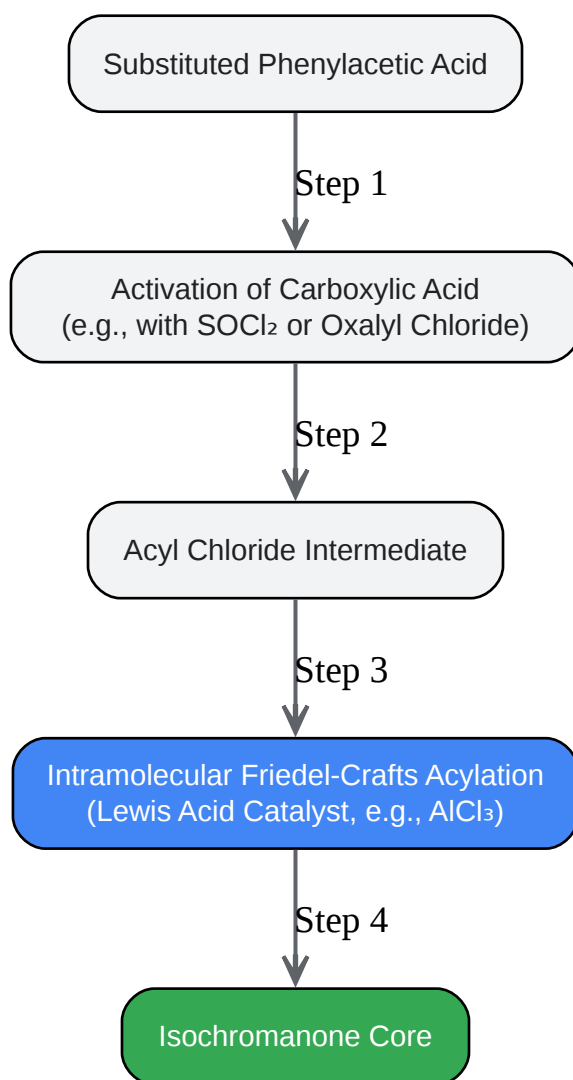 Substituted Phenylacetic Acid
Step 1
Activation of Carboxylic Acid
(e.g., with SOCl₂ or Oxalyl Chloride)
Step 2
Acyl Chloride Intermediate
Step 3
Intramolecular Friedel-Crafts Acylation
(Lewis Acid Catalyst, e.g., AlCl₃)
Step 4
Isochromanone Core